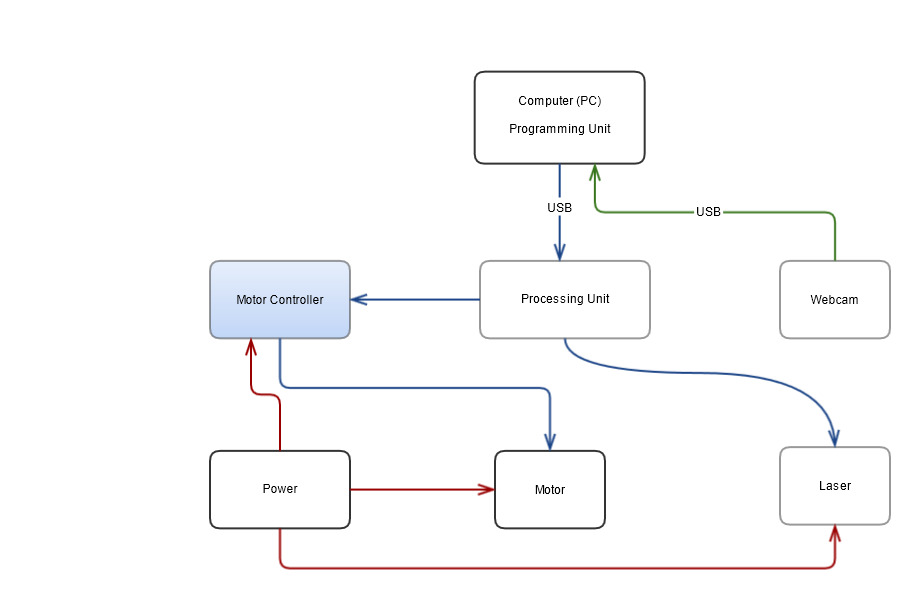 Computer (PC)
Programming Unit
USB
USB
Motor Controller
Processing Unit
Webcam
Power
Motor
Laser